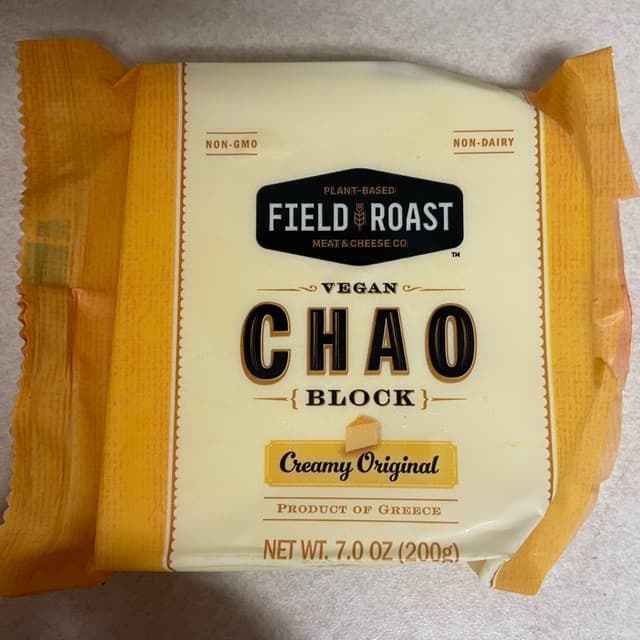 NON-GMO
NON-DAIRY
PLANT-BASED
FIELD ROAST
MEAT & CHEESE CO
™
VEGAN
CHAO
{BLOCK}
Creamy Original
PRODUCT OF GREECE
NET WT. 7.0 OZ (200g)